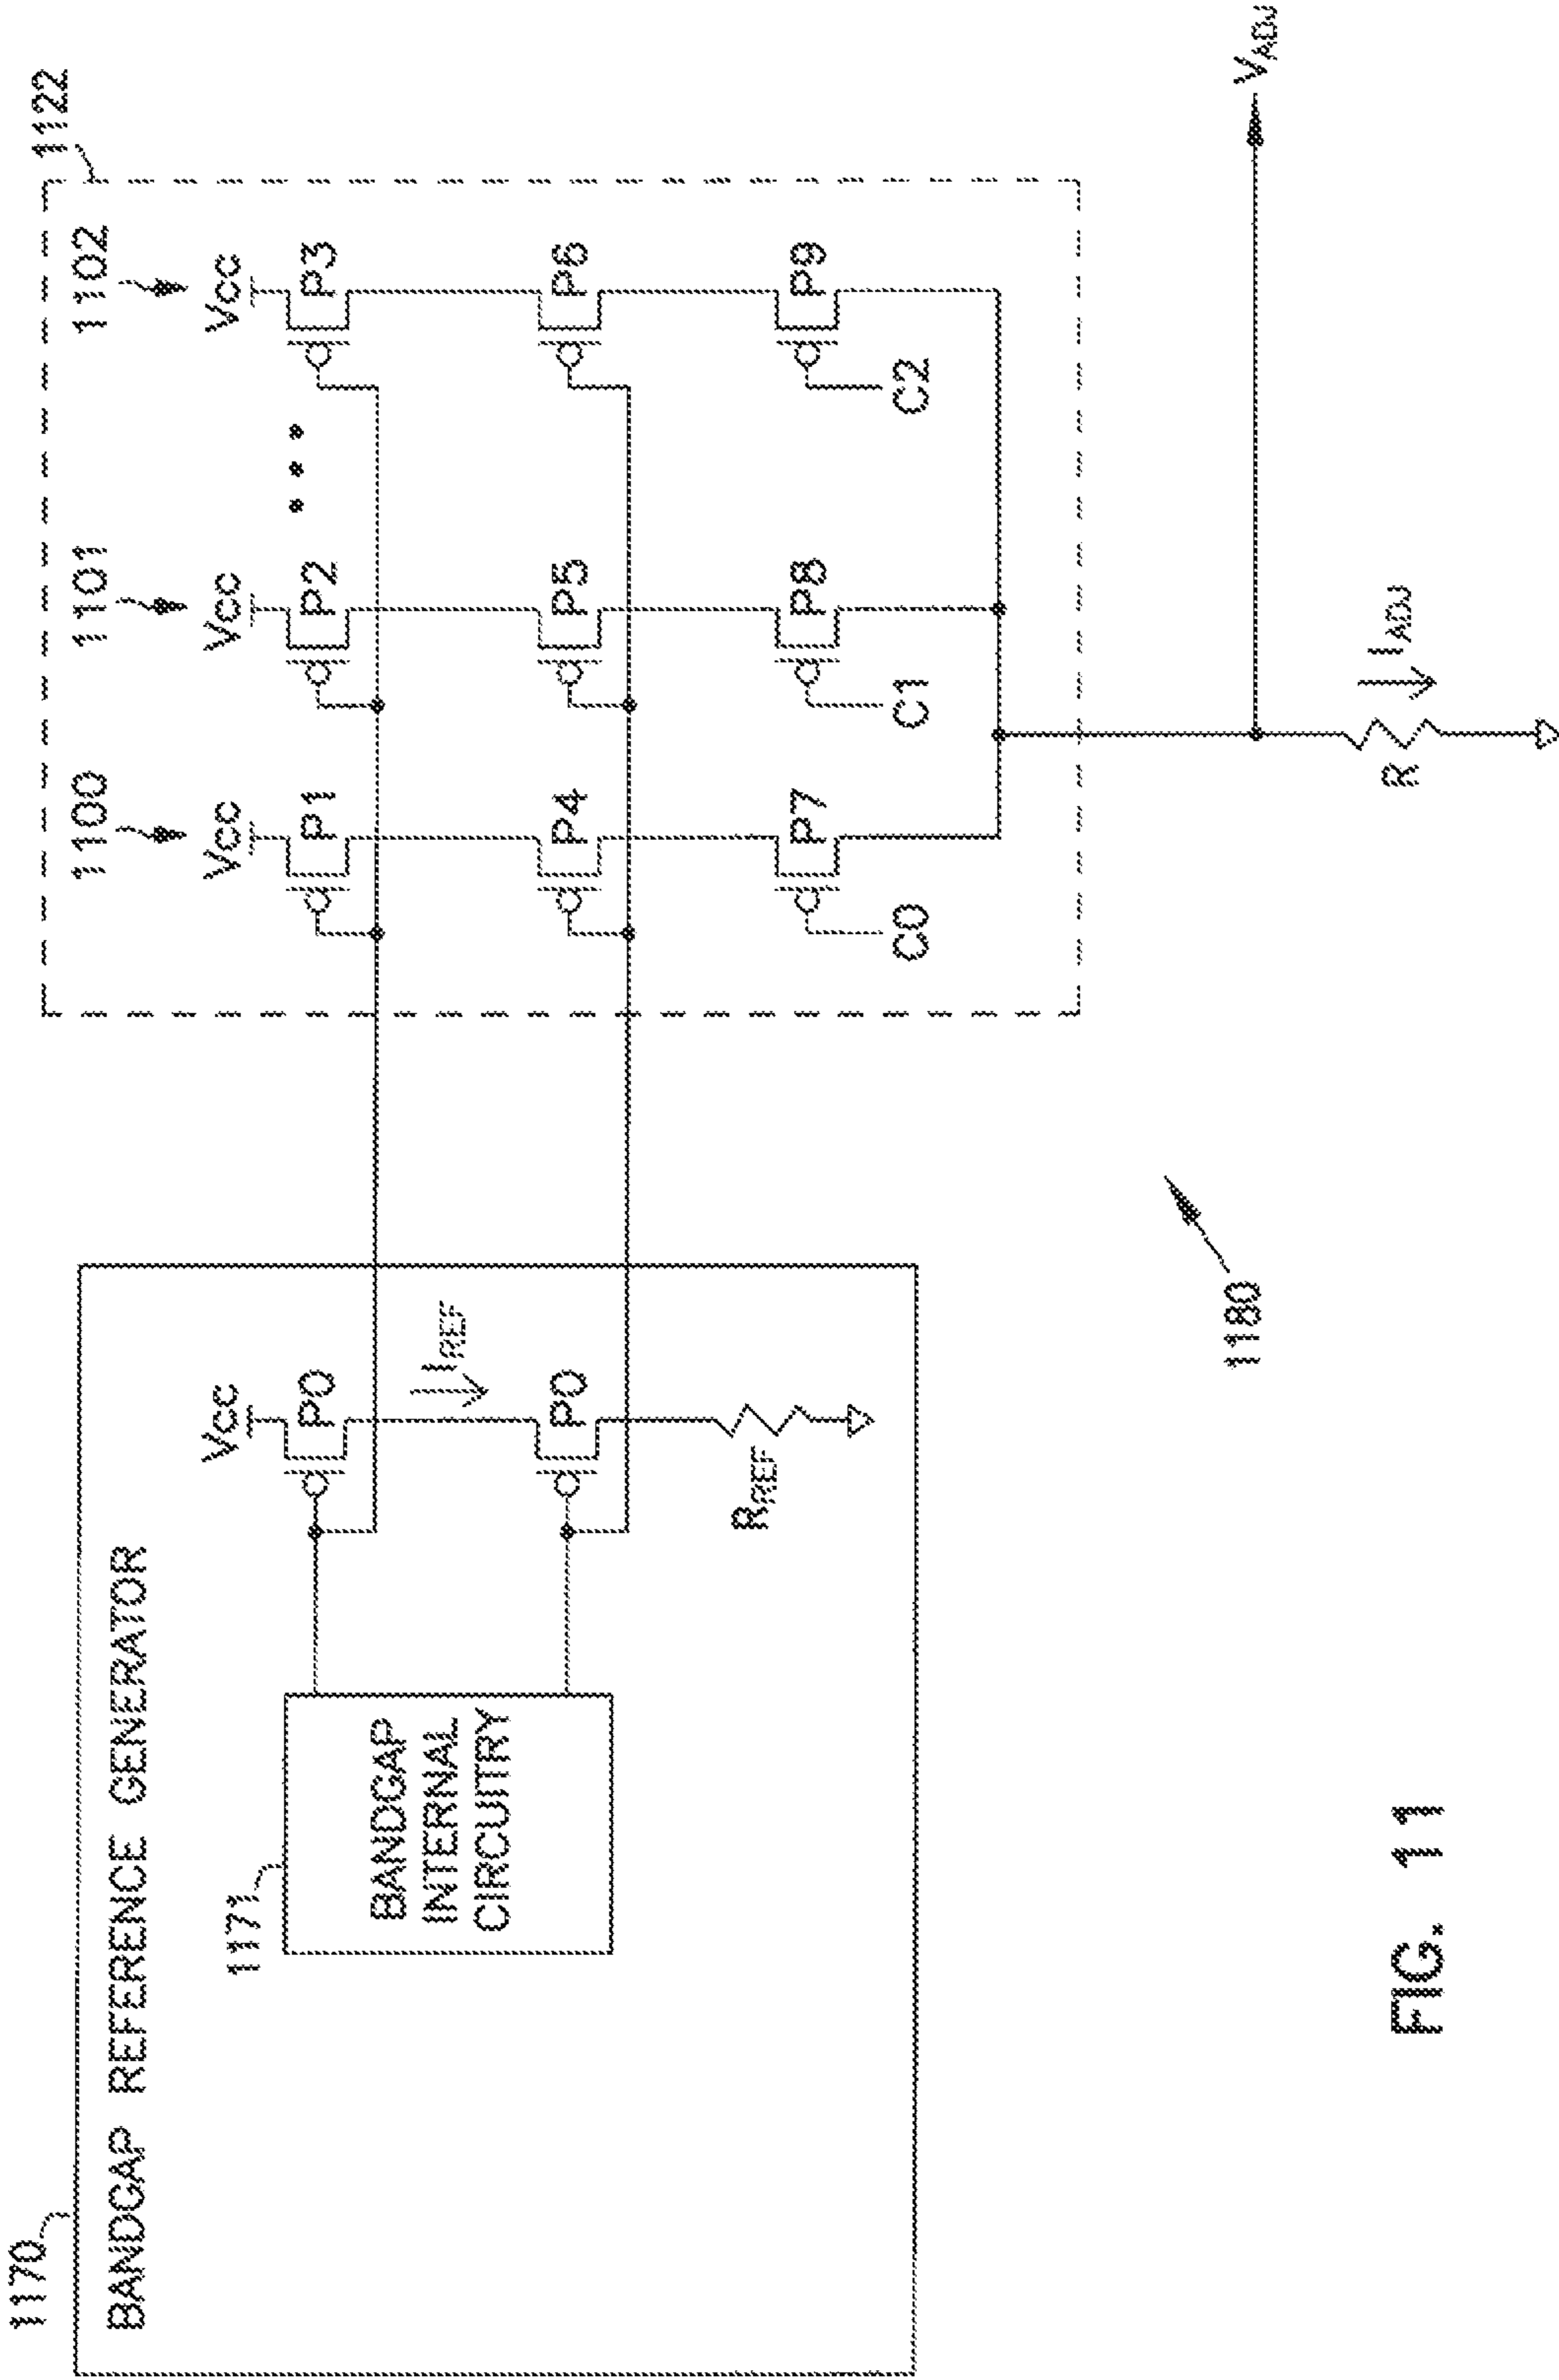 1170
BANDGAP REFERENCE GENERATOR
1171
BANDGAP
INTERNAL
CIRCUITRY
Vcc
P0
IREF
P0
RREF
1122
1100
1101
1102
Vcc
Vcc
Vcc
P1
P2
P3
P4
P5
P6
P7
P8
P9
C0
C1
C2
VADJ
R
IADJ
1180
FIG. 11